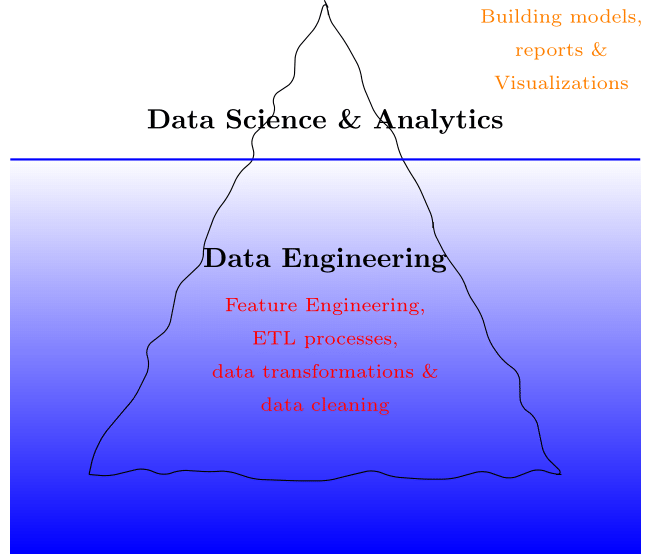 Building models,
reports &
Visualizations
Data Science & Analytics
Data Engineering
Feature Engineering,
ETL processes,
data transformations &
data cleaning